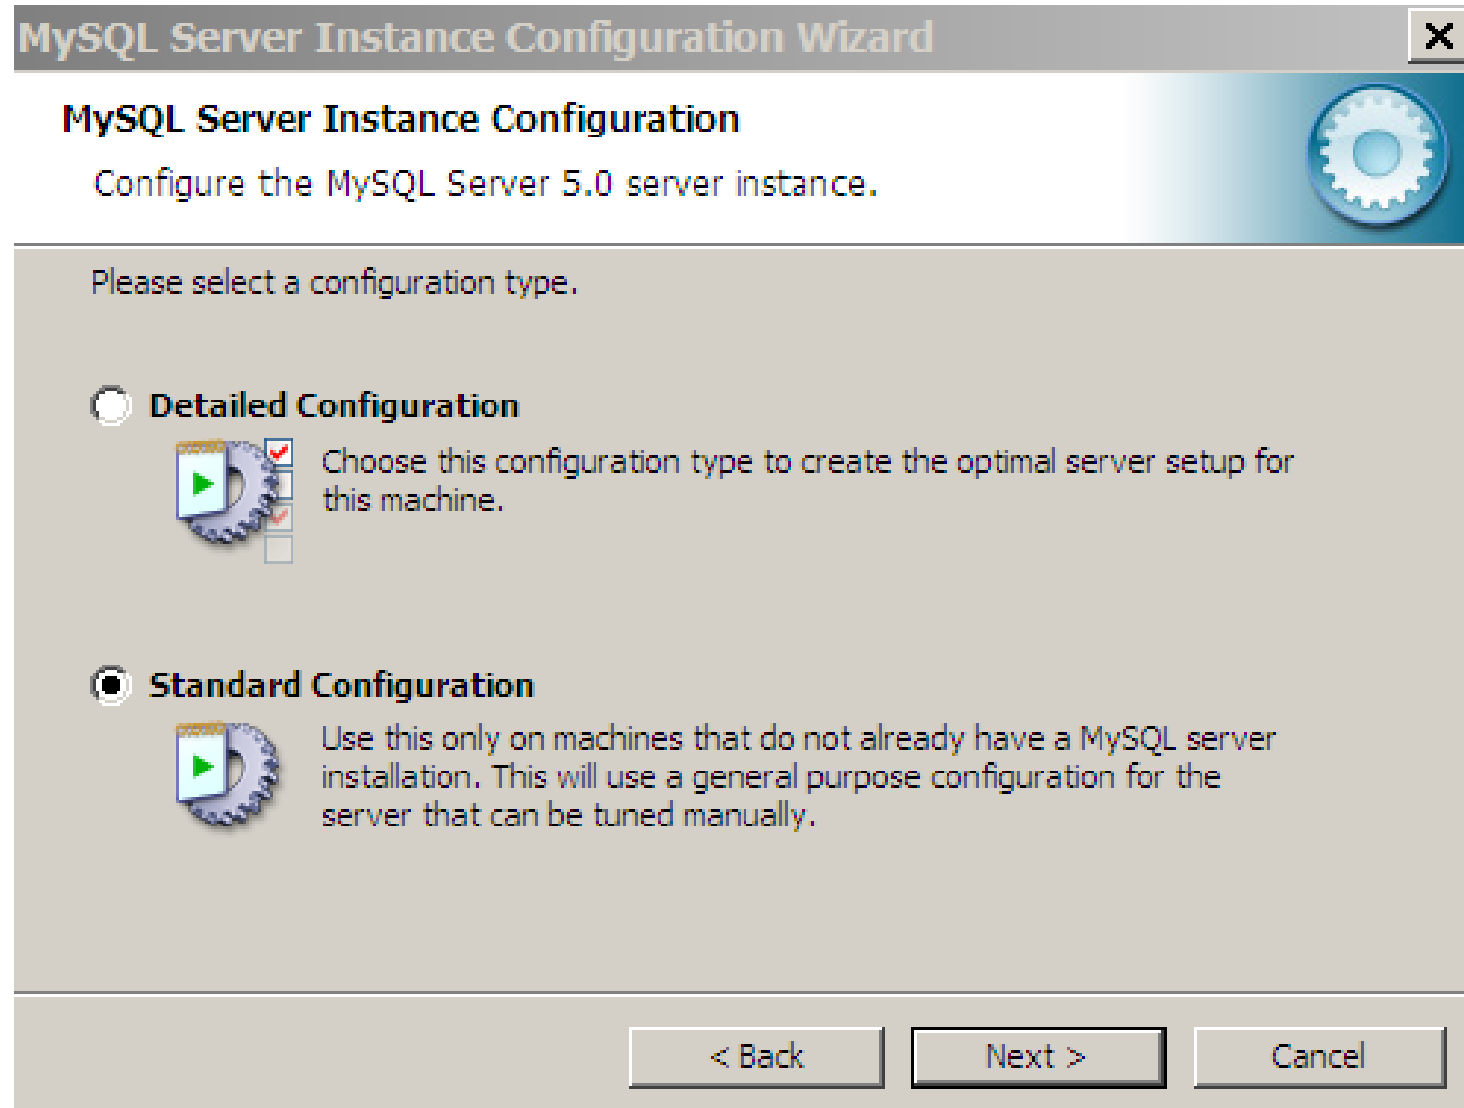 MySQL Server Instance Configuration Wizard
MySQL Server Instance Configuration
Configure the MySQL Server 5.0 server instance.
Please select a configuration type.
Detailed Configuration
Choose this configuration type to create the optimal server setup for
this machine.
Standard Configuration
Use this only on machines that do not already have a MySQL server
installation. This will use a general purpose configuration for the
server that can be tuned manually.
< Back Next > Cancel